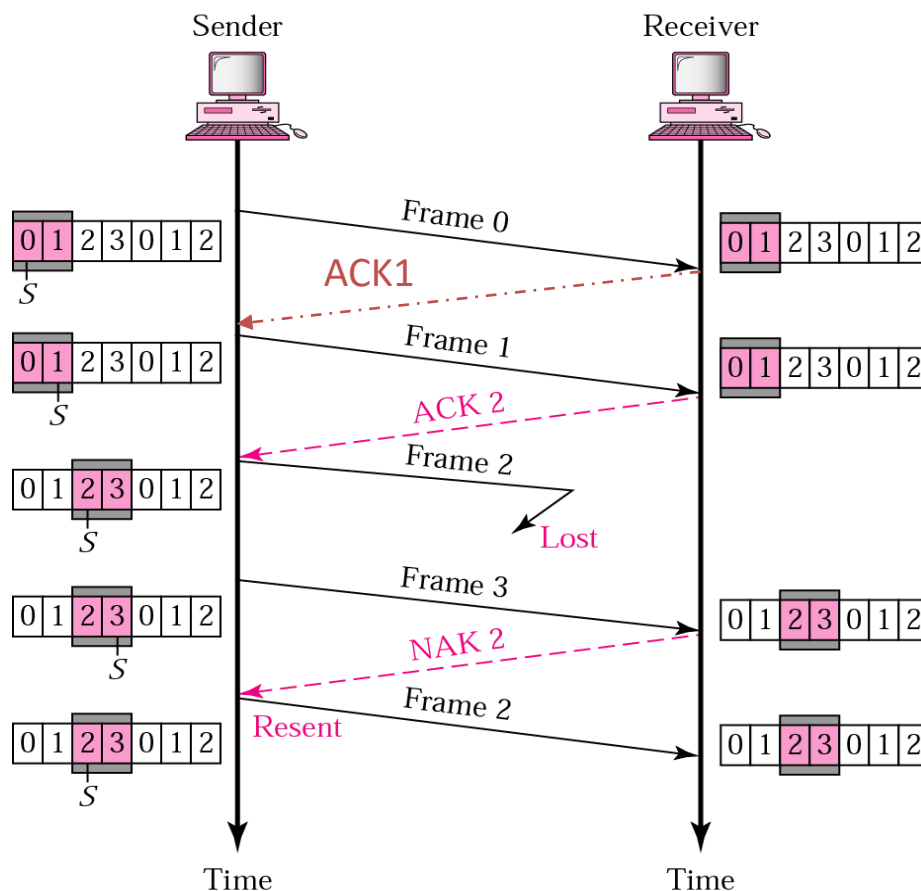 Sender Receiver
Frame 0
0 1 2 3 0 1 2
0 1 2 3 0 1 2
S
ACK1
Frame 1
0 1 2 3 0 1 2
0 1 2 3 0 1 2
S
ACK 2
Frame 2
0 1 2 3 0 1 2
S
Lost
Frame 3
0 1 2 3 0 1 2
0 1 2 3 0 1 2
S
NAK 2
Frame 2
Resent
0 1 2 3 0 1 2
0 1 2 3 0 1 2
S
Time Time